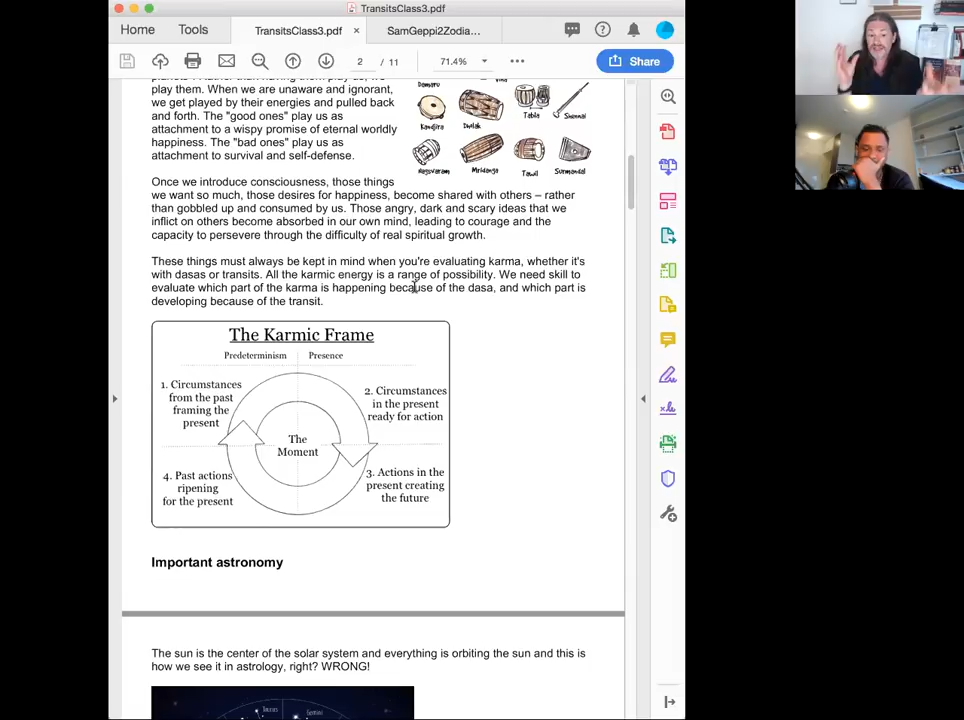 TransitsClass3.pdf
Home
Tools
TransitsClass3.pdf
×
SamGeppi2Zodia...
2 / 11
71.4%
Share
play them. When we are unaware and ignorant,
we get played by their energies and pulled back
and forth. The "good ones" play us as
attachment to a wispy promise of eternal worldly
happiness. The "bad ones" play us as
attachment to survival and self-defense.
Damaru
Kanjira
Dholak
Tabla
Shennai
Nagsvaram
Mridanga
Tavil
Surmandal
Once we introduce consciousness, those things
we want so much, those desires for happiness, become shared with others – rather
than gobbled up and consumed by us. Those angry, dark and scary ideas that we
inflict on others become absorbed in our own mind, leading to courage and the
capacity to persevere through the difficulty of real spiritual growth.
These things must always be kept in mind when you're evaluating karma, whether it's
with dasas or transits. All the karmic energy is a range of possibility. We need skill to
evaluate which part of the karma is happening because of the dasa, and which part is
developing because of the transit.
The Karmic Frame
Predeterminism
Presence
1. Circumstances
from the past
framing the
present
2. Circumstances
in the present
ready for action
The
Moment
4. Past actions
ripening
for the present
3. Actions in the
present creating
the future
Important astronomy
The sun is the center of the solar system and everything is orbiting the sun and this is
how we see it in astrology, right? WRONG!
Taurus
Gemini